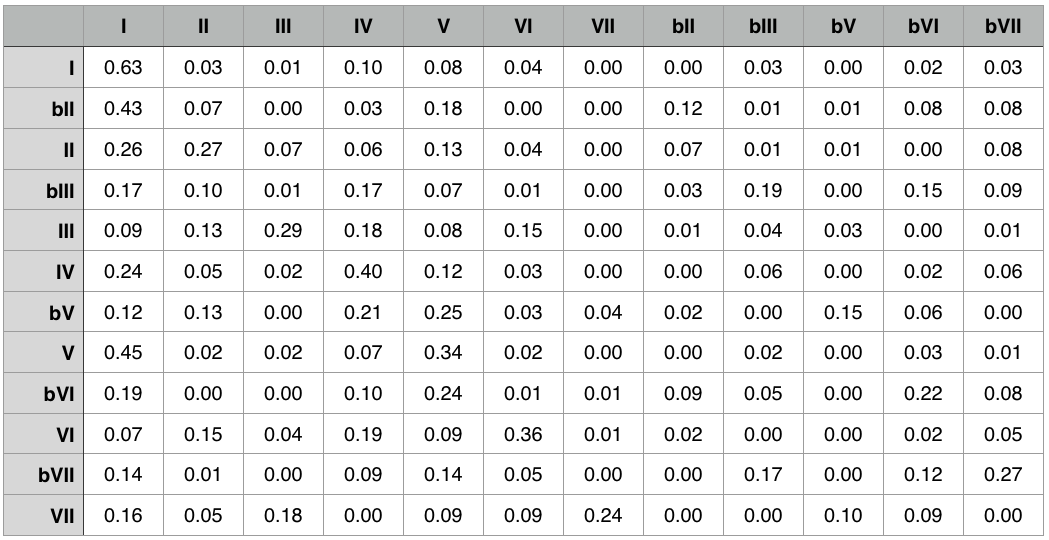 I II III IV V VI VII bII bIII bV bVI bVII
I 0.63 0.03 0.01 0.10 0.08 0.04 0.00 0.00 0.03 0.00 0.02 0.03
bII 0.43 0.07 0.00 0.03 0.18 0.00 0.00 0.12 0.01 0.01 0.08 0.08
II 0.26 0.27 0.07 0.06 0.13 0.04 0.00 0.07 0.01 0.01 0.00 0.08
bIII 0.17 0.10 0.01 0.17 0.07 0.01 0.00 0.03 0.19 0.00 0.15 0.09
III 0.09 0.13 0.29 0.18 0.08 0.15 0.00 0.01 0.04 0.03 0.00 0.01
IV 0.24 0.05 0.02 0.40 0.12 0.03 0.00 0.00 0.06 0.00 0.02 0.06
bV 0.12 0.13 0.00 0.21 0.25 0.03 0.04 0.02 0.00 0.15 0.06 0.00
V 0.45 0.02 0.02 0.07 0.34 0.02 0.00 0.00 0.02 0.00 0.03 0.01
bVI 0.19 0.00 0.00 0.10 0.24 0.01 0.01 0.09 0.05 0.00 0.22 0.08
VI 0.07 0.15 0.04 0.19 0.09 0.36 0.01 0.02 0.00 0.00 0.02 0.05
bVII 0.14 0.01 0.00 0.09 0.14 0.05 0.00 0.00 0.17 0.00 0.12 0.27
VII 0.16 0.05 0.18 0.00 0.09 0.09 0.24 0.00 0.00 0.10 0.09 0.00